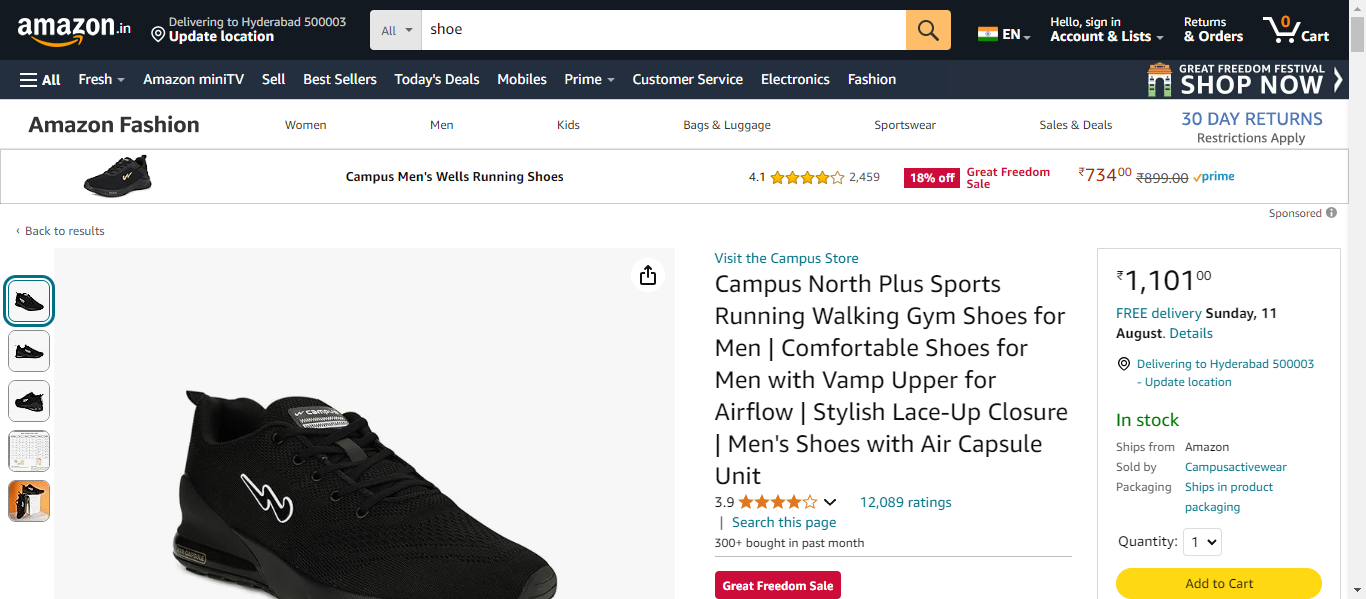 amazon.in
Delivering to Hyderabad 500003
Update location
All
shoe
EN
Hello, sign in
Account & Lists
Returns
& Orders
0
Cart
All
Fresh
Amazon miniTV
Sell
Best Sellers
Today's Deals
Mobiles
Prime
Customer Service
Electronics
Fashion
GREAT FREEDOM FESTIVAL
SHOP NOW
Amazon Fashion
Women
Men
Kids
Bags & Luggage
Sportswear
Sales & Deals
30 DAY RETURNS
Restrictions Apply
Campus Men's Wells Running Shoes
4.1
2,459
18% off
Great Freedom
Sale
₹73400
₹899.00
prime
Sponsored
‹ Back to results
campus
Visit the Campus Store
Campus North Plus Sports
Running Walking Gym Shoes for
Men | Comfortable Shoes for
Men with Vamp Upper for
Airflow | Stylish Lace-Up Closure
| Men's Shoes with Air Capsule
Unit
3.9
12,089 ratings
| Search this page
300+ bought in past month
Great Freedom Sale
₹1,10100
FREE delivery Sunday, 11
August. Details
Delivering to Hyderabad 500003
- Update location
In stock
Ships from Amazon
Sold by Campusactivewear
Packaging Ships in product
packaging
Quantity: 1
Add to Cart